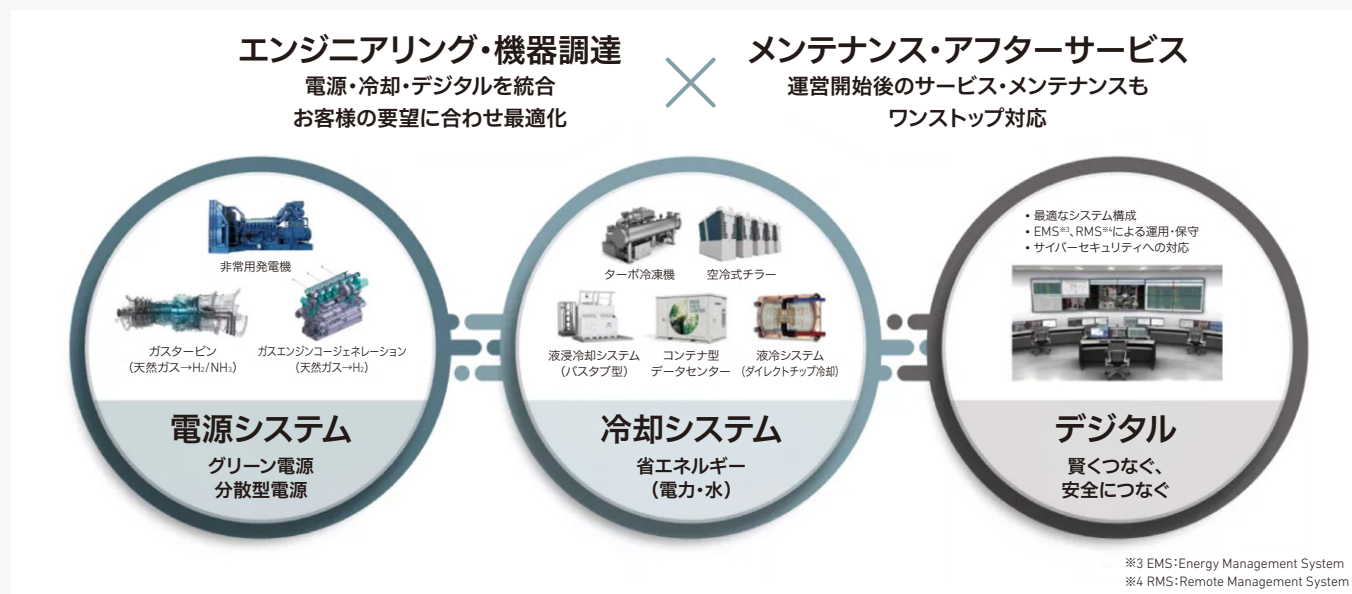 エンジニアリング・機器調達
電源・冷却・デジタルを統合
お客様の要望に合わせ最適化
メンテナンス・アフターサービス
運営開始後のサービス・メンテナンスも
ワンストップ対応
非常用発電機
ガスタービン
(天然ガス→H₂/NH₃)
ガスエンジンコージェネレーション
(天然ガス→H₂)
電源システム
グリーン電源
分散型電源
ターボ冷凍機
空冷式チラー
液浸冷却システム
(バスタブ型)
コンテナ型
データセンター
液冷システム
(ダイレクトチップ冷却)
冷却システム
省エネルギー
(電力・水)
・最適なシステム構成
・EMS※3、RMS※4による運用・保守
・サイバーセキュリティへの対応
デジタル
賢くつなぐ、
安全につなぐ
※3 EMS：Energy Management System
※4 RMS：Remote Management System